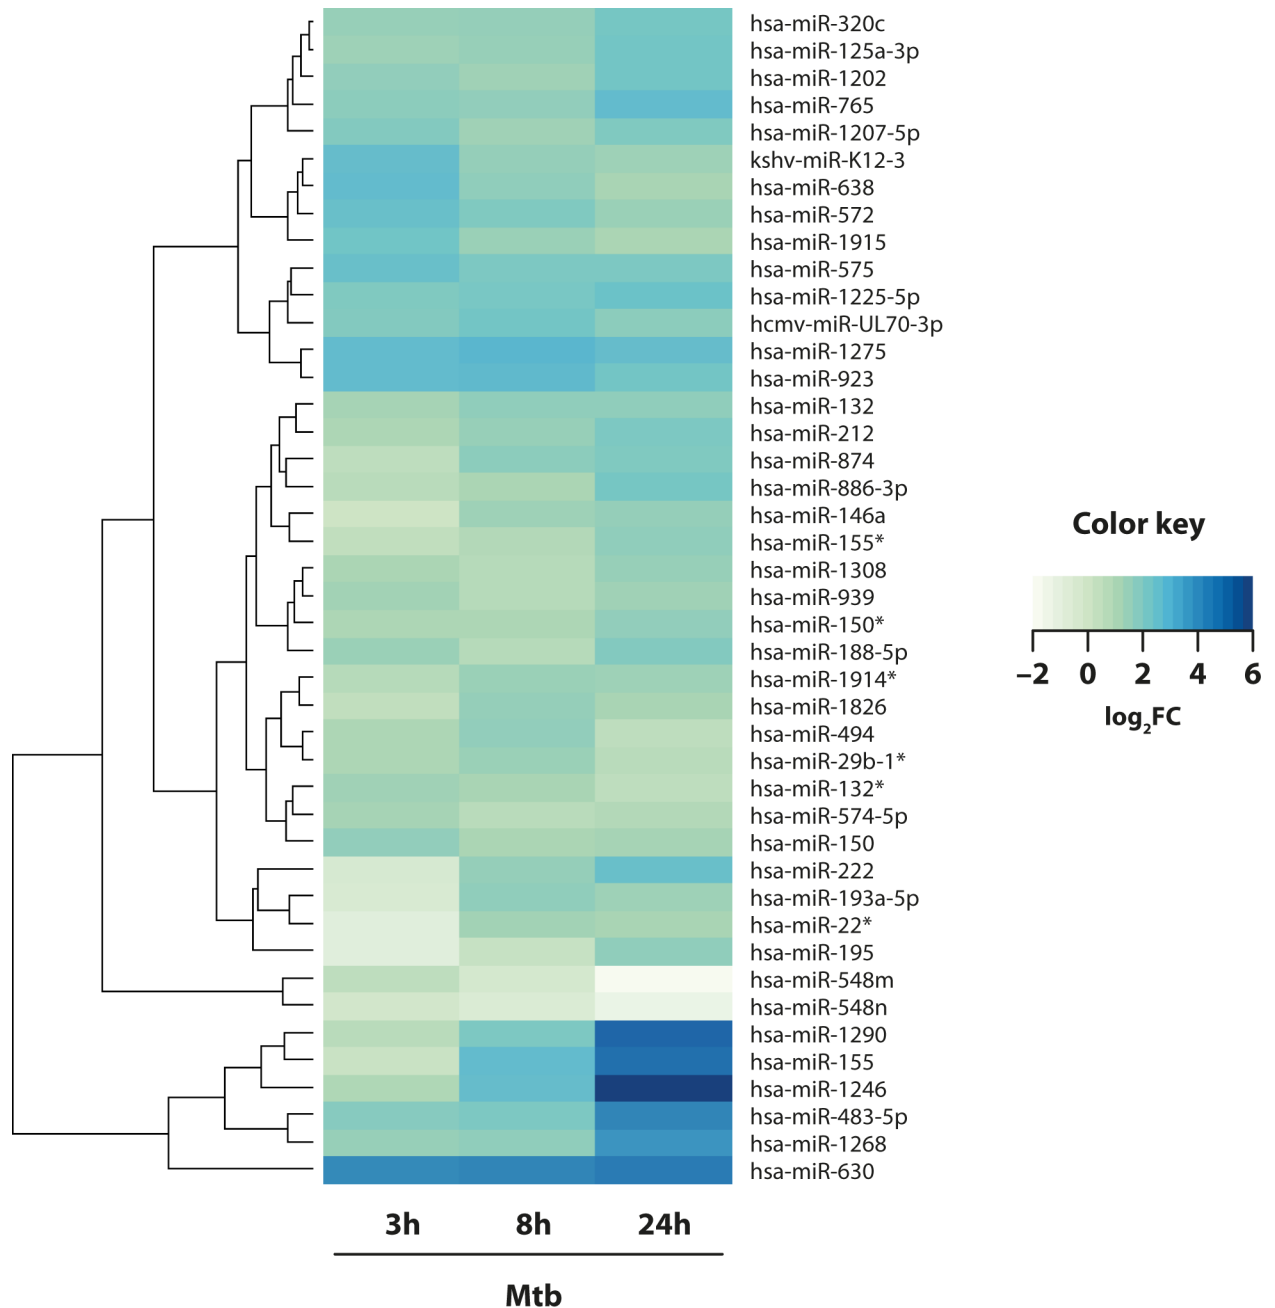 hsa-miR-320c
hsa-miR-125a-3p
hsa-miR-1202
hsa-miR-765
hsa-miR-1207-5p
kshv-miR-K12-3
hsa-miR-638
hsa-miR-572
hsa-miR-1915
hsa-miR-575
hsa-miR-1225-5p
hcmv-miR-UL70-3p
hsa-miR-1275
hsa-miR-923
hsa-miR-132
hsa-miR-212
hsa-miR-874
hsa-miR-886-3p
hsa-miR-146a
hsa-miR-155*
hsa-miR-1308
hsa-miR-939
hsa-miR-150*
hsa-miR-188-5p
hsa-miR-1914*
hsa-miR-1826
hsa-miR-494
hsa-miR-29b-1*
hsa-miR-132*
hsa-miR-574-5p
hsa-miR-150
hsa-miR-222
hsa-miR-193a-5p
hsa-miR-22*
hsa-miR-195
hsa-miR-548m
hsa-miR-548n
hsa-miR-1290
hsa-miR-155
hsa-miR-1246
hsa-miR-483-5p
hsa-miR-1268
hsa-miR-630
3h 8h 24h
Mtb
Color key
−2 0 2 4 6
log₂FC